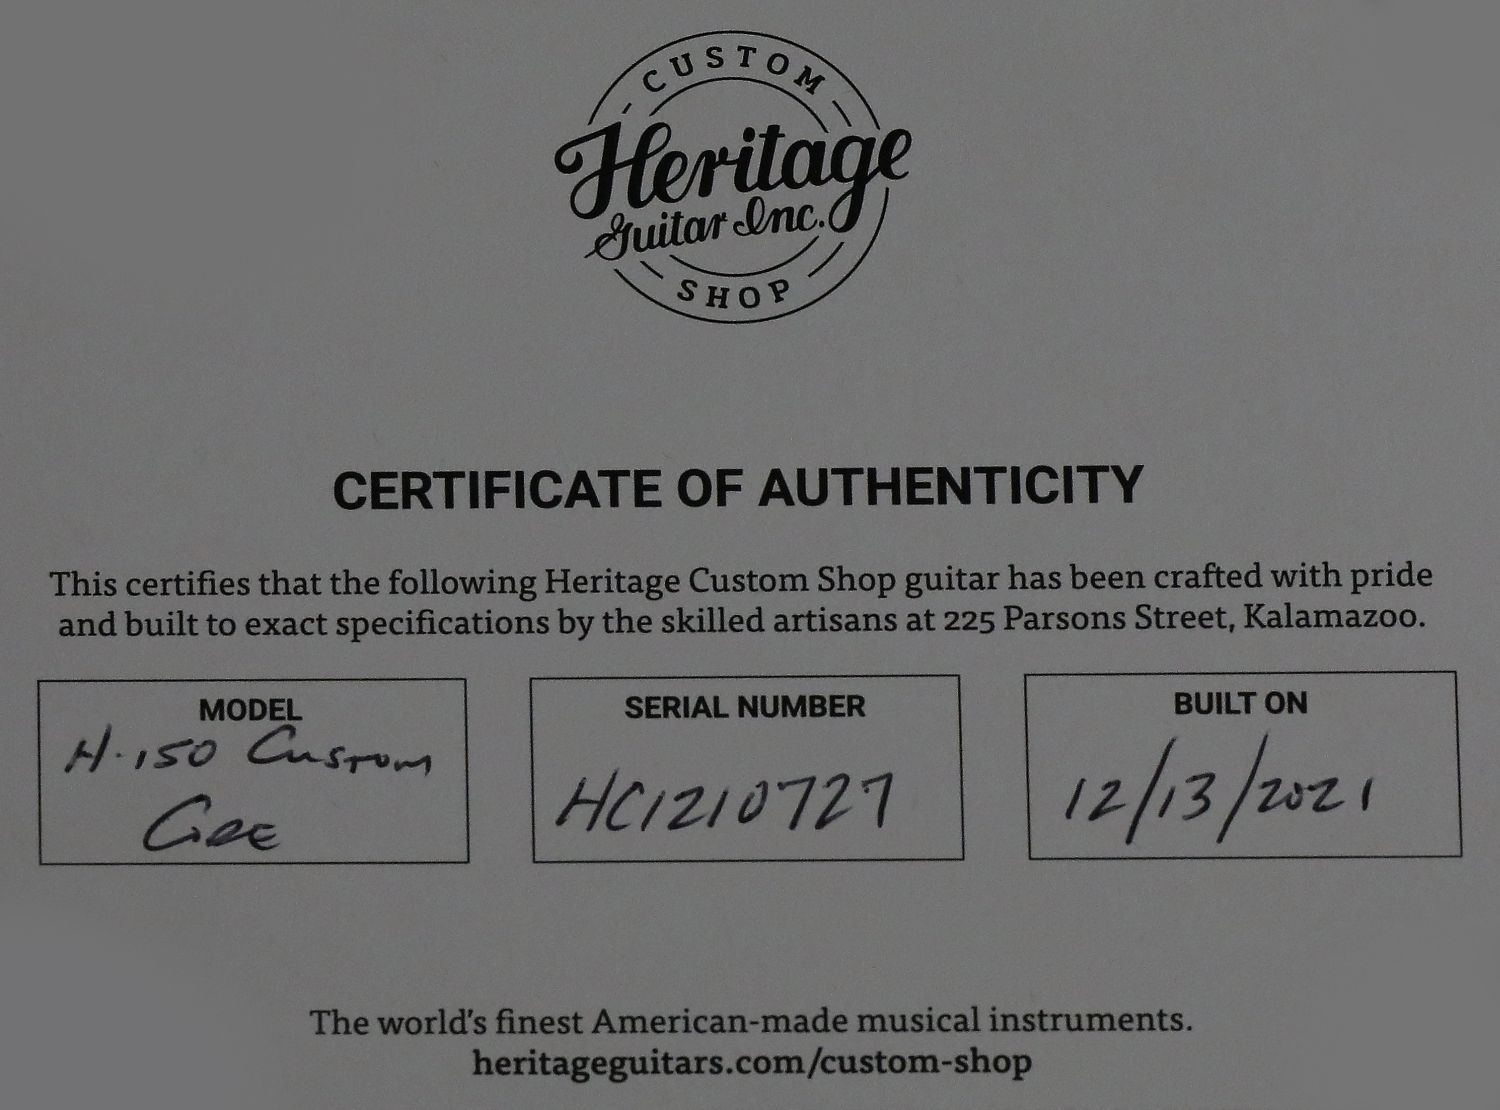 CUSTOM
Heritage
Guitar Inc.
SHOP
CERTIFICATE OF AUTHENTICITY
This certifies that the following Heritage Custom Shop guitar has been crafted with pride
and built to exact specifications by the skilled artisans at 225 Parsons Street, Kalamazoo.
MODEL
H-150 Custom
SERIAL NUMBER
HC1210727
BUILT ON
12/13/2021
The world's finest American-made musical instruments.
heritageguitars.com/custom-shop